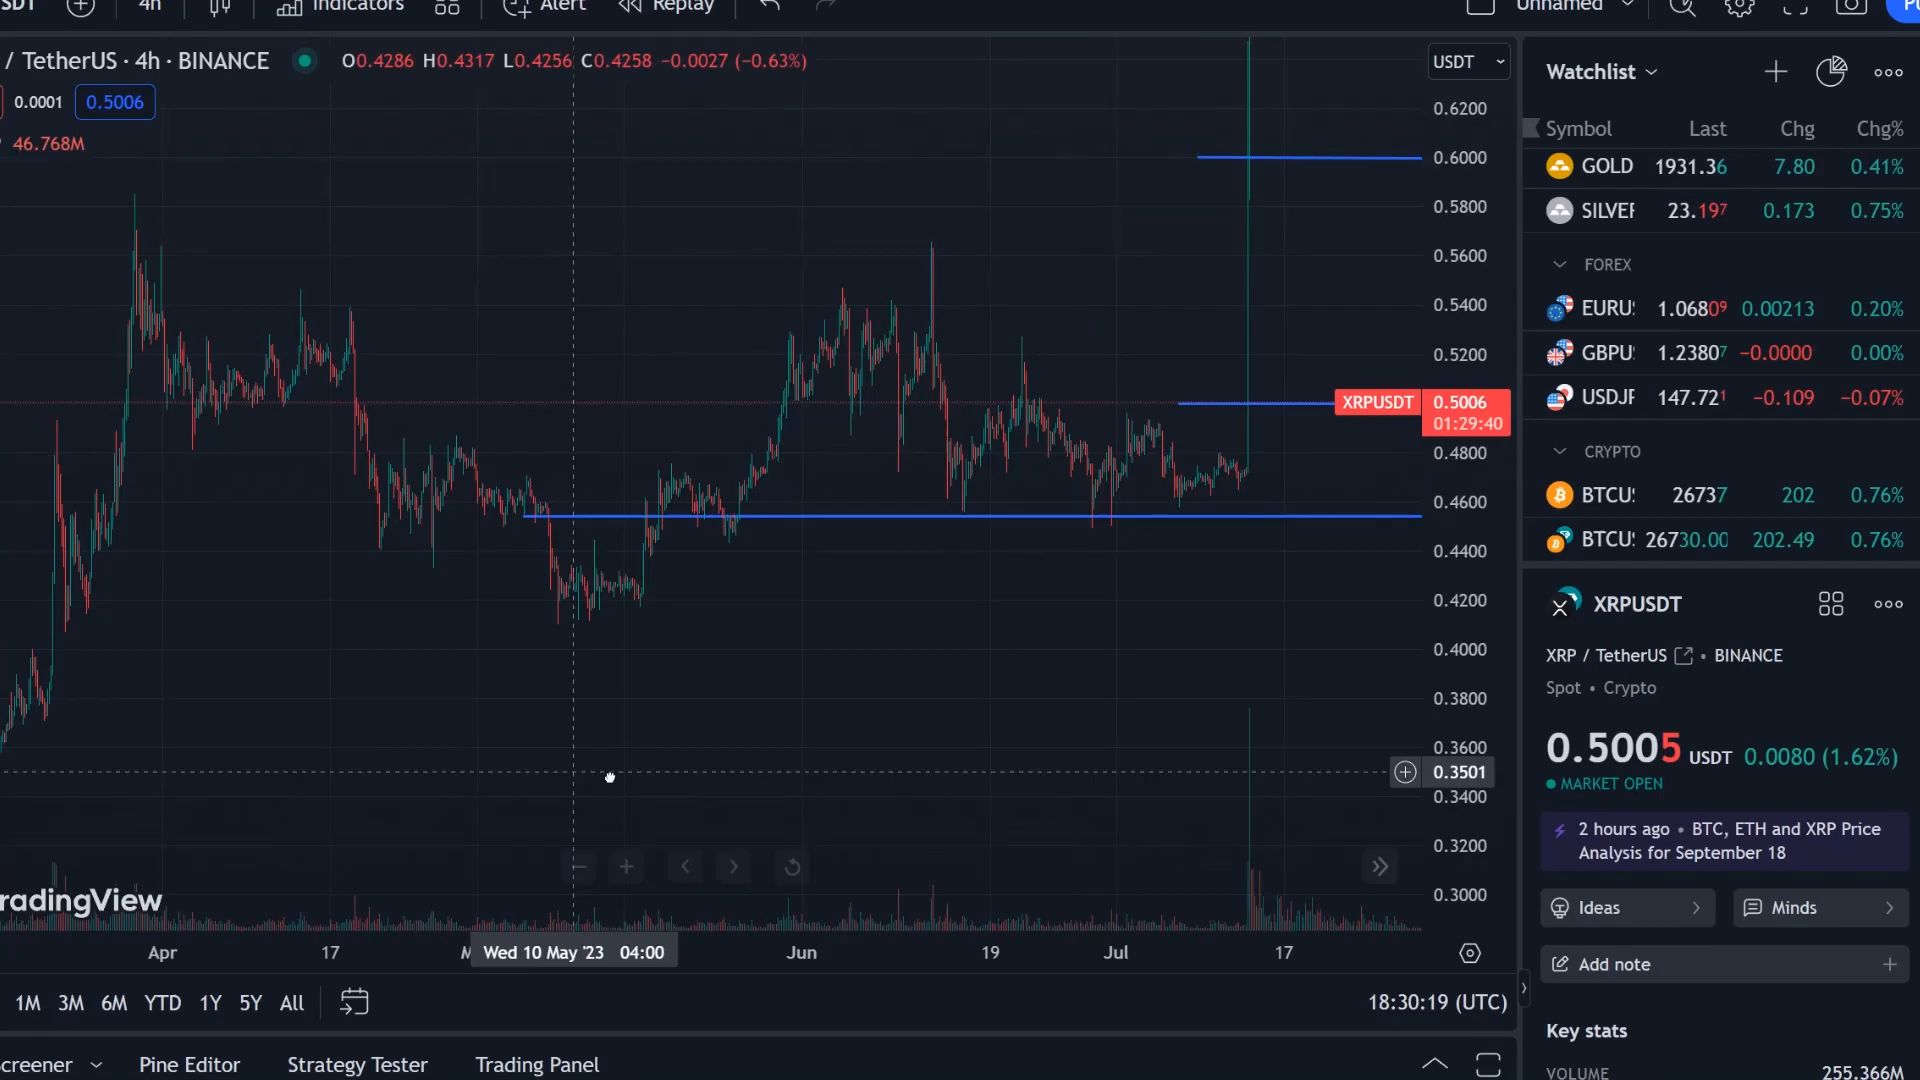 SDT 4h Indicators Alert Replay Unnamed
/ TetherUS · 4h · BINANCE O0.4286 H0.4317 L0.4256 C0.4258 −0.0027 (−0.63%)
USDT
0.0001 0.5006
46.768M
0.6200
0.6000
0.5800
0.5600
0.5400
0.5200
XRPUSDT 0.5006
01:29:40
0.4800
0.4600
0.4400
0.4200
0.4000
0.3800
0.3600
0.3501
0.3400
0.3200
0.3000
radingView
Apr 17 Wed 10 May '23 04:00 Jun 19 Jul 17
1M 3M 6M YTD 1Y 5Y All 18:30:19 (UTC)
creener Pine Editor Strategy Tester Trading Panel
Watchlist
Symbol Last Chg Chg%
GOLD 1931.36 7.80 0.41%
SILVER 23.197 0.173 0.75%
FOREX
EURUS 1.06809 0.00213 0.20%
GBPUS 1.23807 −0.0000 0.00%
USDJP 147.721 −0.109 −0.07%
CRYPTO
BTCUS 26737 202 0.76%
BTCUS 26730.00 202.49 0.76%
XRPUSDT
XRP / TetherUS • BINANCE
Spot • Crypto
0.5005 USDT 0.0080 (1.62%)
MARKET OPEN
2 hours ago • BTC, ETH and XRP Price
Analysis for September 18
Ideas Minds
Add note
Key stats
VOLUME 255.366M